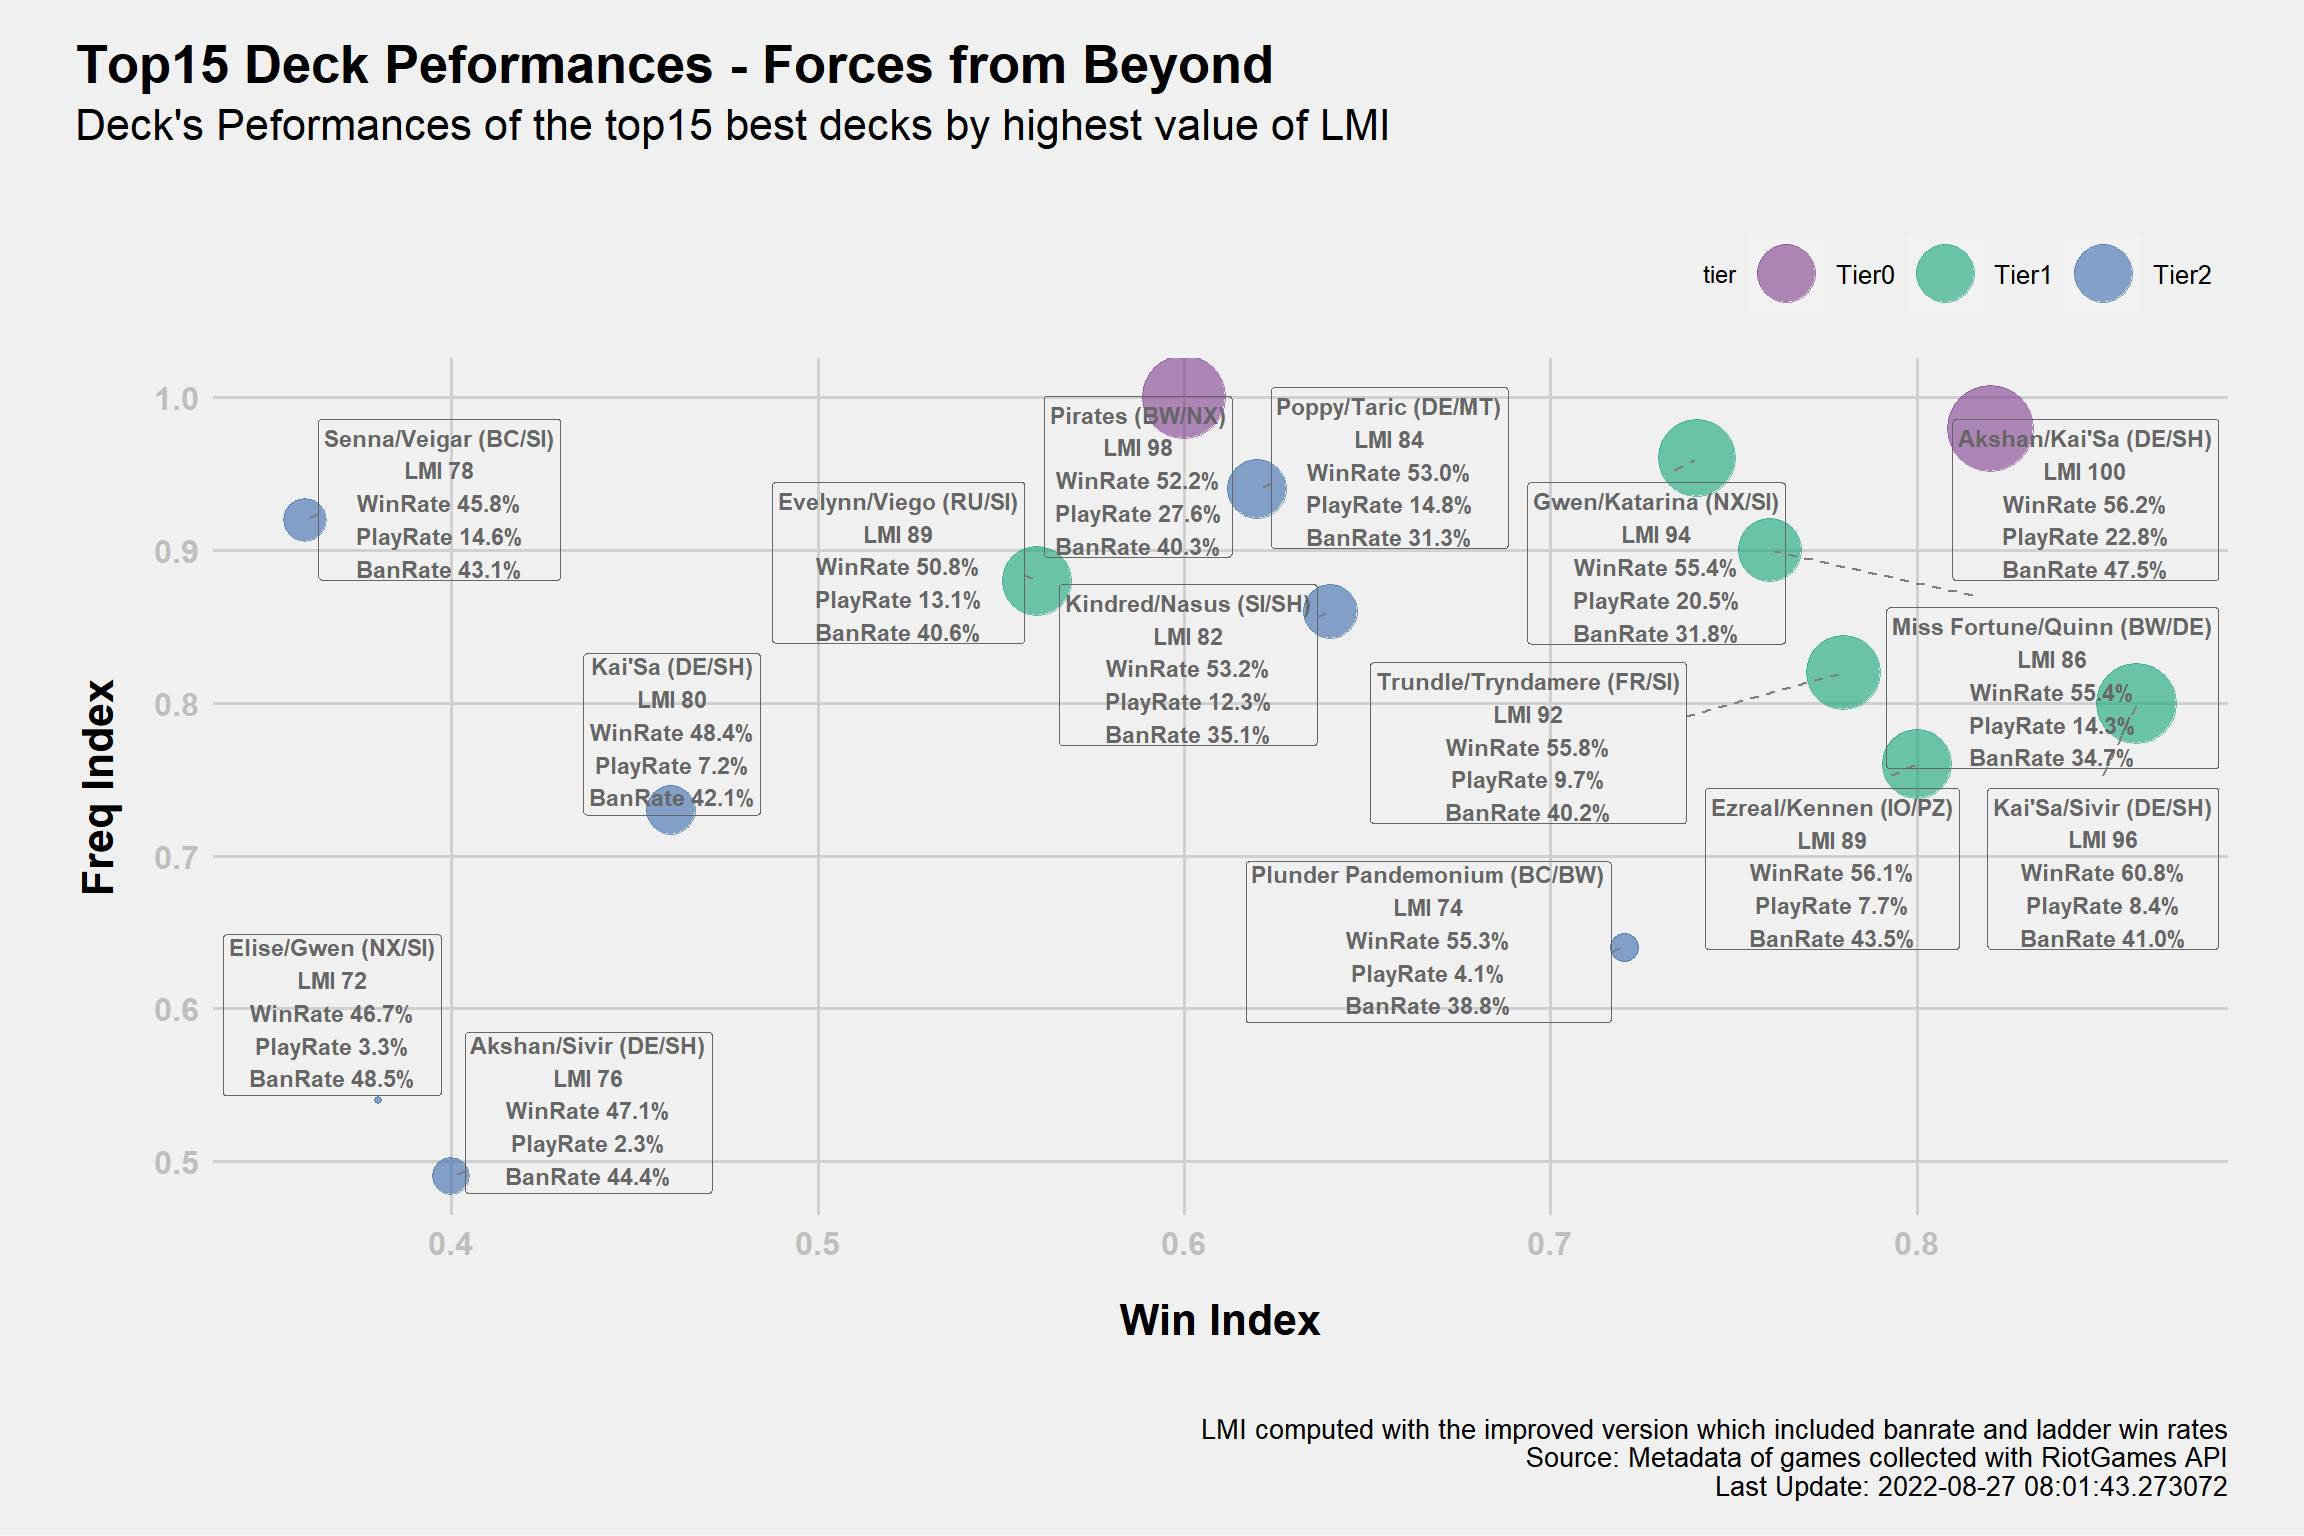 Top15 Deck Peformances - Forces from Beyond
Deck's Peformances of the top15 best decks by highest value of LMI
tier
Tier0
Tier1
Tier2
Freq Index
1.0
0.9
0.8
0.7
0.6
0.5
Senna/Veigar (BC/SI)
LMI 78
WinRate 45.8%
PlayRate 14.6%
BanRate 43.1%
Evelynn/Viego (RU/SI)
LMI 89
WinRate 50.8%
PlayRate 13.1%
BanRate 40.6%
Pirates (BW/NX)
LMI 98
WinRate 52.2%
PlayRate 27.6%
BanRate 40.3%
Poppy/Taric (DE/MT)
LMI 84
WinRate 53.0%
PlayRate 14.8%
BanRate 31.3%
Gwen/Katarina (NX/SI)
LMI 94
WinRate 55.4%
PlayRate 20.5%
BanRate 31.8%
Akshan/Kai'Sa (DE/SH)
LMI 100
WinRate 56.2%
PlayRate 22.8%
BanRate 47.5%
Kai'Sa (DE/SH)
LMI 80
WinRate 48.4%
PlayRate 7.2%
BanRate 42.1%
Kindred/Nasus (SI/SH)
LMI 82
WinRate 53.2%
PlayRate 12.3%
BanRate 35.1%
Trundle/Tryndamere (FR/SI)
LMI 92
WinRate 55.8%
PlayRate 9.7%
BanRate 40.2%
Miss Fortune/Quinn (BW/DE)
LMI 86
WinRate 55.4%
PlayRate 14.3%
BanRate 34.7%
Plunder Pandemonium (BC/BW)
LMI 74
WinRate 55.3%
PlayRate 4.1%
BanRate 38.8%
Ezreal/Kennen (IO/PZ)
LMI 89
WinRate 56.1%
PlayRate 7.7%
BanRate 43.5%
Kai'Sa/Sivir (DE/SH)
LMI 96
WinRate 60.8%
PlayRate 8.4%
BanRate 41.0%
Elise/Gwen (NX/SI)
LMI 72
WinRate 46.7%
PlayRate 3.3%
BanRate 48.5%
Akshan/Sivir (DE/SH)
LMI 76
WinRate 47.1%
PlayRate 2.3%
BanRate 44.4%
0.4
0.5
0.6
0.7
0.8
Win Index
LMI computed with the improved version which included banrate and ladder win rates
Source: Metadata of games collected with RiotGames API
Last Update: 2022-08-27 08:01:43.273072